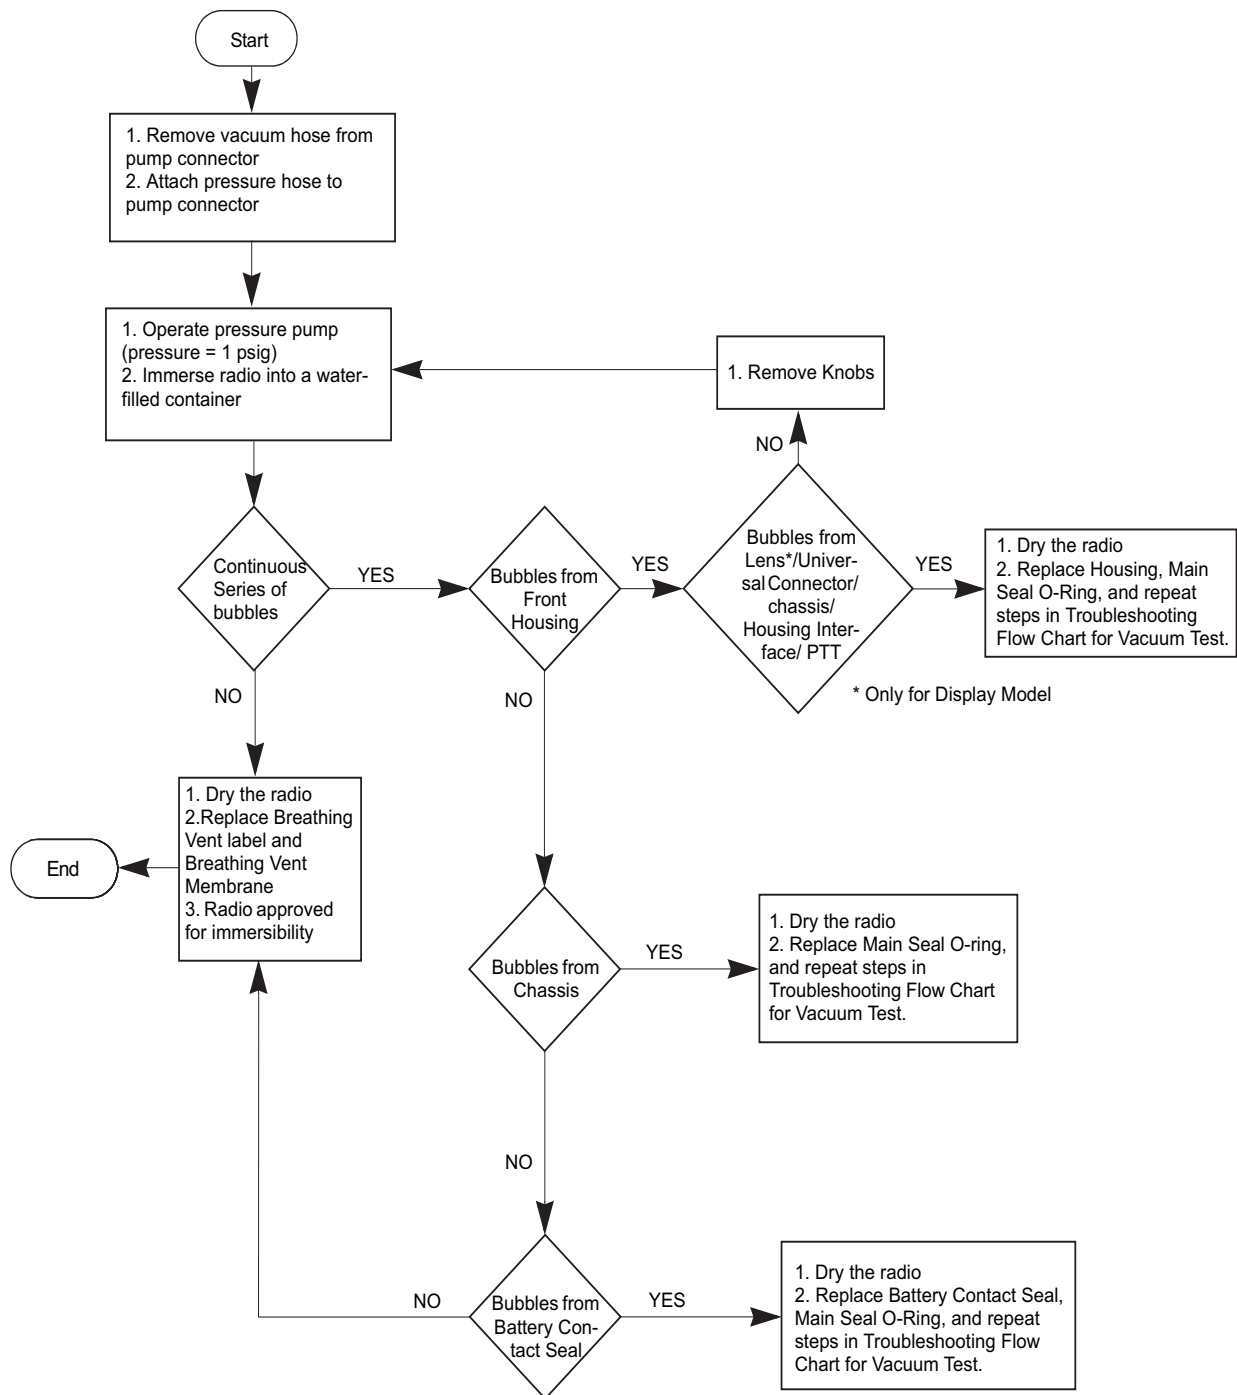 Start
1. Remove vacuum hose from
pump connector
2. Attach pressure hose to
pump connector
1. Operate pressure pump
(pressure = 1 psig)
2. Immerse radio into a water-
filled container
1. Remove Knobs
NO
Continuous
Series of
bubbles
YES
Bubbles from
Front
Housing
YES
Bubbles from
Lens*/Univer-
sal Connector/
chassis/
Housing Inter-
face/ PTT
YES
1. Dry the radio
2. Replace Housing, Main
Seal O-Ring, and repeat
steps in Troubleshooting
Flow Chart for Vacuum Test.
* Only for Display Model
NO
NO
1. Dry the radio
2.Replace Breathing
Vent label and
Breathing Vent
Membrane
3. Radio approved
for immersibility
End
Bubbles from
Chassis
YES
1. Dry the radio
2. Replace Main Seal O-ring,
and repeat steps in
Troubleshooting Flow Chart
for Vacuum Test.
NO
Bubbles from
Battery Con-
tact Seal
NO
YES
1. Dry the radio
2. Replace Battery Contact Seal,
Main Seal O-Ring, and repeat
steps in Troubleshooting Flow
Chart for Vacuum Test.